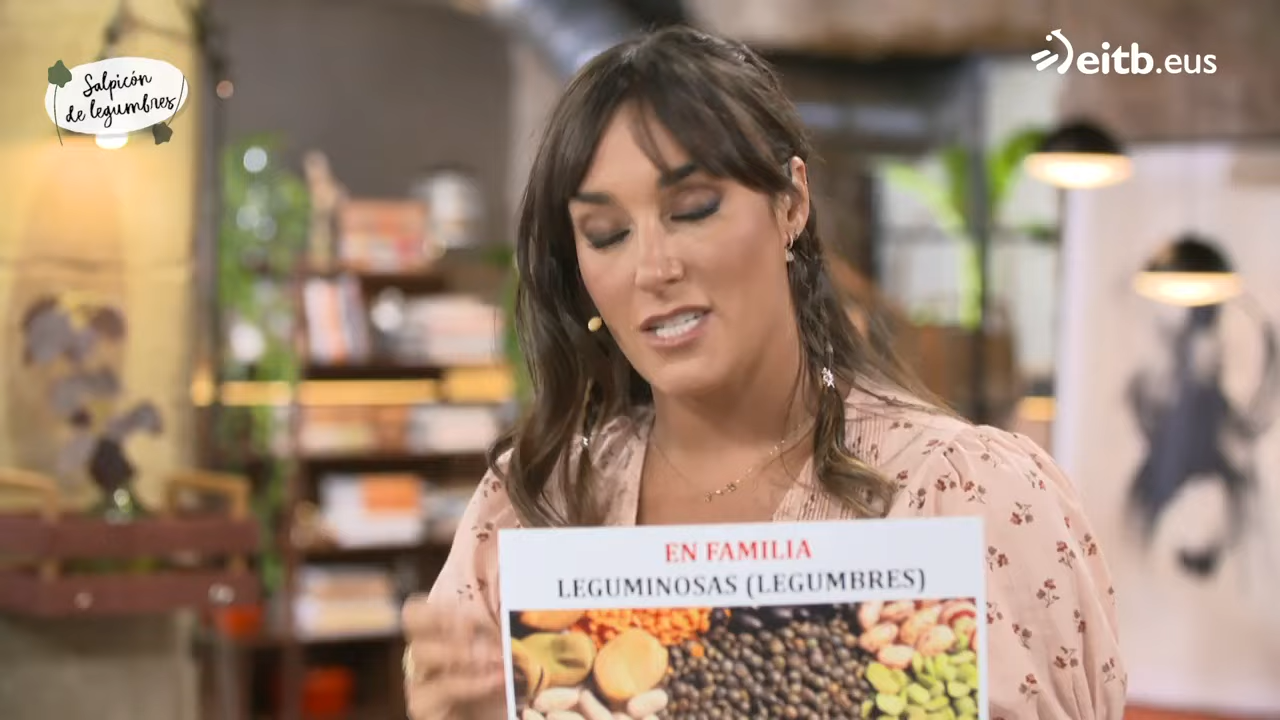 Salpicón
de legumbres
eitb.eus
EN FAMILIA
LEGUMINOSAS (LEGUMBRES)